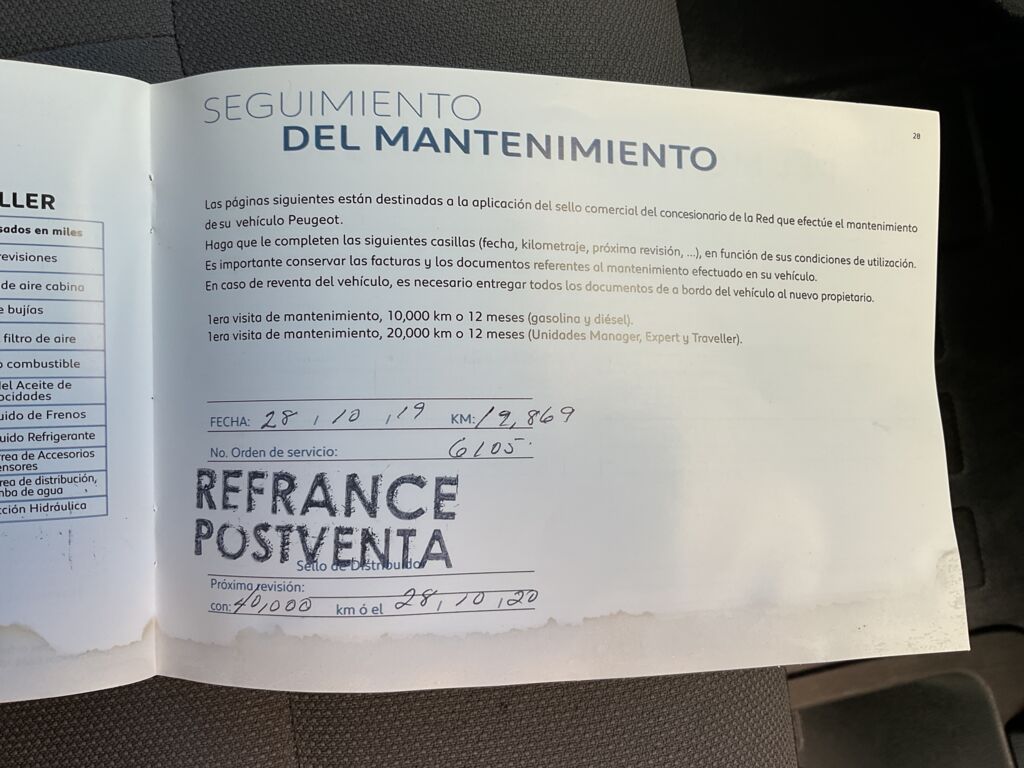 LLER
sados en miles
evisiones
de aire cabina
e bujías
filtro de aire
o combustible
el Aceite de
ocidades
uido de Frenos
uido Refrigerante
rrea de Accesorios
ensores
rea de distribución,
mba de agua
cción Hidráulica
28
SEGUIMIENTO
DEL MANTENIMIENTO
Las páginas siguientes están destinadas a la aplicación del sello comercial del concesionario de la Red que efectúe el mantenimiento
de su vehículo Peugeot.
Haga que le completen las siguientes casillas (fecha, kilometraje, próxima revisión, ...), en función de sus condiciones de utilización.
Es importante conservar las facturas y los documentos referentes al mantenimiento efectuado en su vehículo.
En caso de reventa del vehículo, es necesario entregar todos los documentos de a bordo del vehículo al nuevo propietario.
1era visita de mantenimiento, 10,000 km o 12 meses (gasolina y diésel).
1era visita de mantenimiento, 20,000 km o 12 meses (Unidades Manager, Expert y Traveller).
FECHA: 28 , 10 , 19 KM: 19,869
No. Orden de servicio: 6105
REFRANCE
POSTVENTA
Sello de Distribuido
Próxima revisión:
con: 40,000 km ó el 28, 10, 20